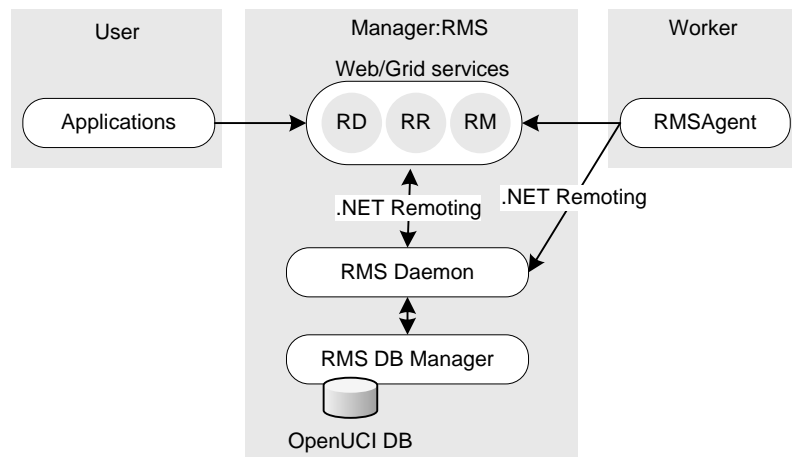 User
Manager:RMS
Worker
Web/Grid services
Applications
RD
RR
RM
RMSAgent
.NET Remoting
.NET Remoting
RMS Daemon
RMS DB Manager
OpenUCI DB